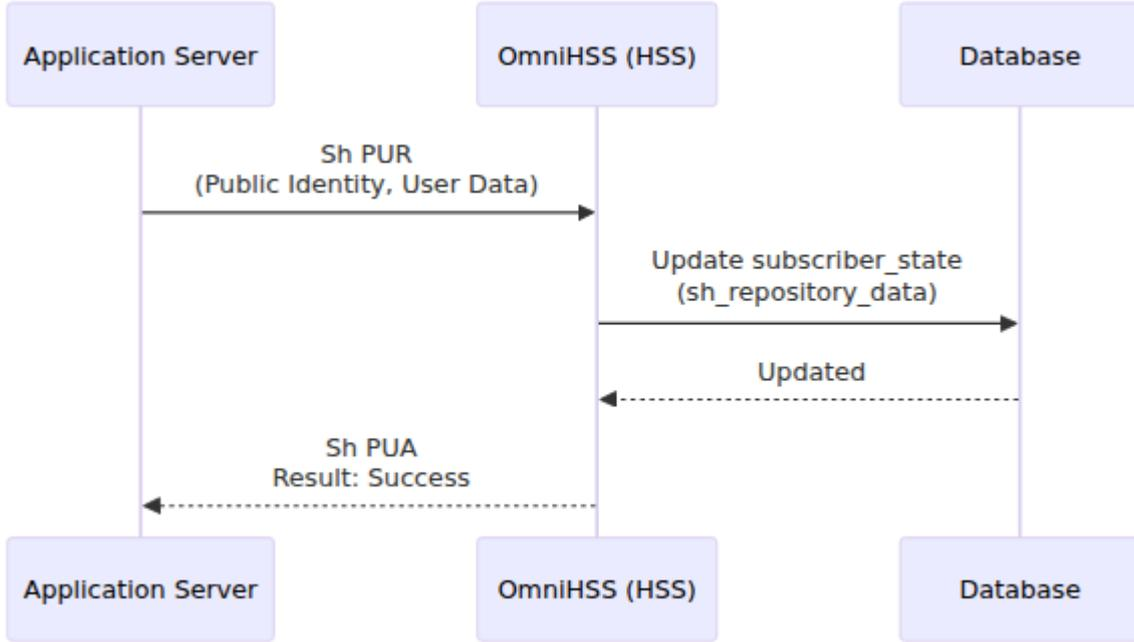 Application Server
OmniHSS (HSS)
Database
Sh PUR
(Public Identity, User Data)
Update subscriber_state
(sh_repository_data)
Updated
Sh PUA
Result: Success
Application Server
OmniHSS (HSS)
Database